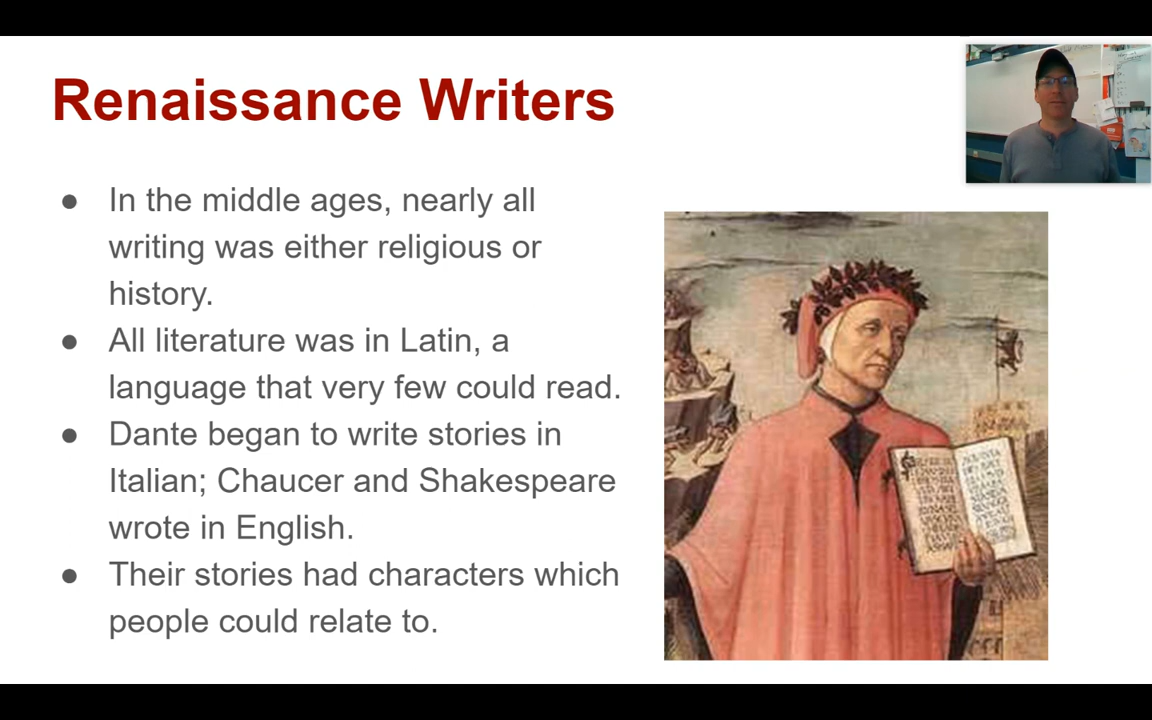 Renaissance Writers
● In the middle ages, nearly all
writing was either religious or
history.
● All literature was in Latin, a
language that very few could read.
● Dante began to write stories in
Italian; Chaucer and Shakespeare
wrote in English.
● Their stories had characters which
people could relate to.